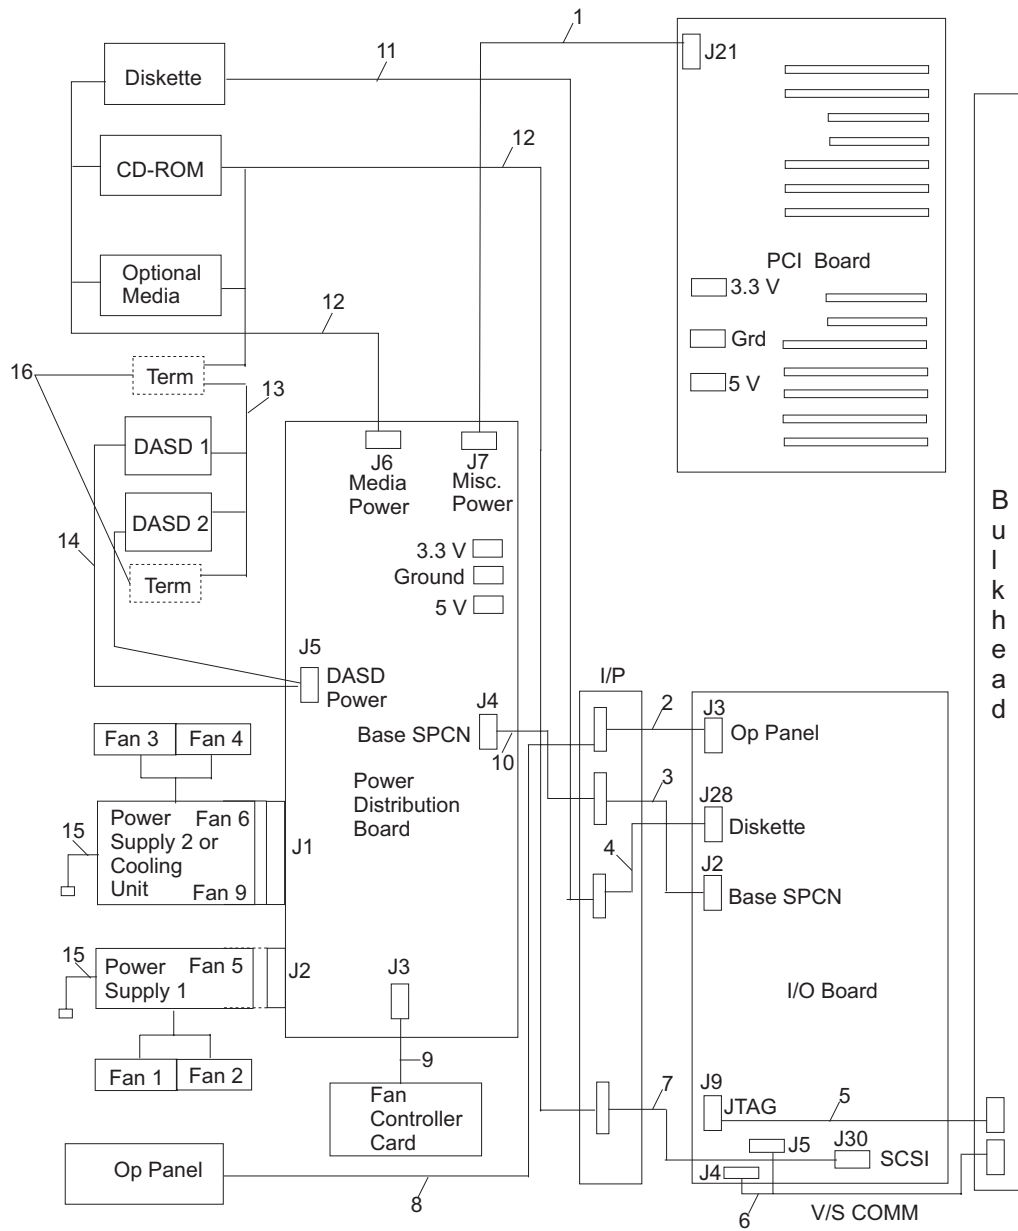 1
11
J21
Diskette
12
CD-ROM
PCI Board
Optional
Media
3.3 V
12
Grd
16
Term
13
5 V
DASD 1
J6
Media
Power
J7
Misc.
Power
DASD 2
14
3.3 V
Ground
5 V
Term
Bulkhead
J5
DASD
Power
I/P
J4
Base SPCN
10
2
J3
Op Panel
Fan 3
Fan 4
Power
Distribution
Board
3
J28
Diskette
15
Power
Supply 2 or
Cooling
Unit
Fan 6
Fan 9
J1
4
J2
Base SPCN
15
Power
Supply 1
Fan 5
J2
J3
I/O Board
Fan 1
Fan 2
9
Fan
Controller
Card
7
J9
JTAG
5
J5
J30
SCSI
J4
Op Panel
8
6
V/S COMM